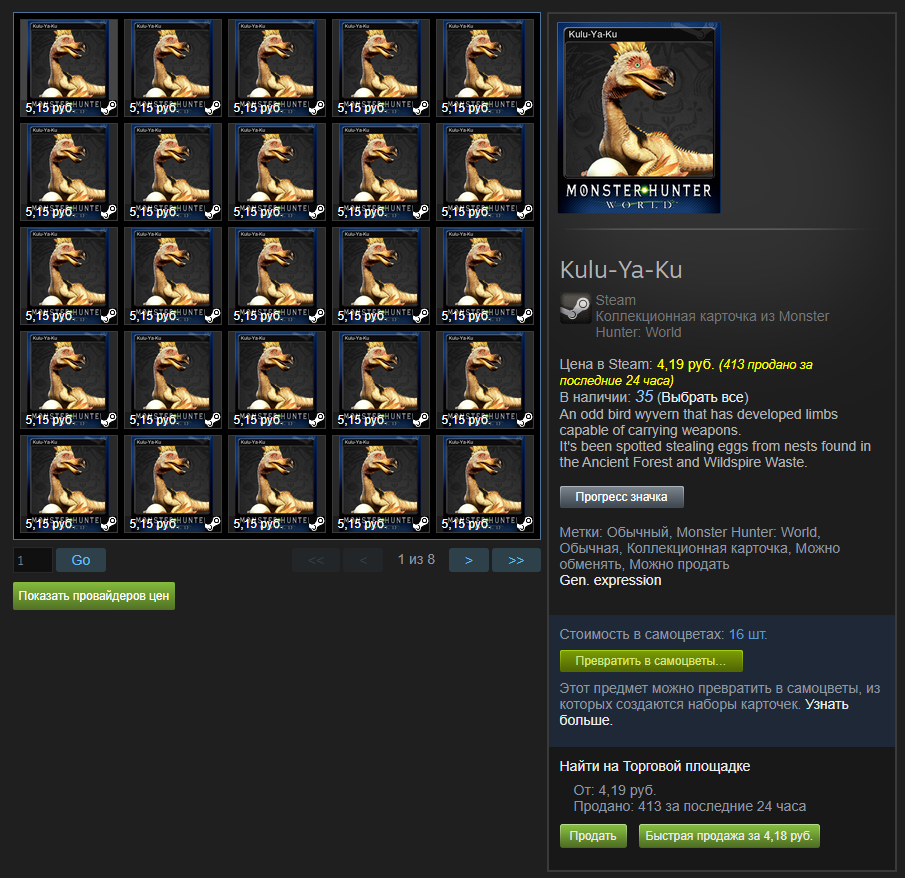 Kulu-Ya-Ku Kulu-Ya-Ku Kulu-Ya-Ku Kulu-Ya-Ku Kulu-Ya-Ku
5,15 руб. 5,15 руб. 5,15 руб. 5,15 руб. 5,15 руб.
Kulu-Ya-Ku Kulu-Ya-Ku Kulu-Ya-Ku Kulu-Ya-Ku Kulu-Ya-Ku
5,15 руб. 5,15 руб. 5,15 руб. 5,15 руб. 5,15 руб.
Kulu-Ya-Ku Kulu-Ya-Ku Kulu-Ya-Ku Kulu-Ya-Ku Kulu-Ya-Ku
5,15 руб. 5,15 руб. 5,15 руб. 5,15 руб. 5,15 руб.
Kulu-Ya-Ku Kulu-Ya-Ku Kulu-Ya-Ku Kulu-Ya-Ku Kulu-Ya-Ku
5,15 руб. 5,15 руб. 5,15 руб. 5,15 руб. 5,15 руб.
Kulu-Ya-Ku Kulu-Ya-Ku Kulu-Ya-Ku Kulu-Ya-Ku Kulu-Ya-Ku
5,15 руб. 5,15 руб. 5,15 руб. 5,15 руб. 5,15 руб.
1 Go << < 1 из 8 > >>
Показать провайдеров цен
Kulu-Ya-Ku
MONSTER HUNTER
WORLD
Kulu-Ya-Ku
Steam
Коллекционная карточка из Monster
Hunter: World
Цена в Steam: 4,19 руб. (413 продано за
последние 24 часа)
В наличии: 35 (Выбрать все)
An odd bird wyvern that has developed limbs
capable of carrying weapons.
It's been spotted stealing eggs from nests found in
the Ancient Forest and Wildspire Waste.
Прогресс значка
Метки: Обычный, Monster Hunter: World,
Обычная, Коллекционная карточка, Можно
обменять, Можно продать
Gen. expression
Стоимость в самоцветах: 16 шт.
Превратить в самоцветы...
Этот предмет можно превратить в самоцветы, из
которых создаются наборы карточек. Узнать
больше.
Найти на Торговой площадке
От: 4,19 руб.
Продано: 413 за последние 24 часа
Продать Быстрая продажа за 4,18 руб.